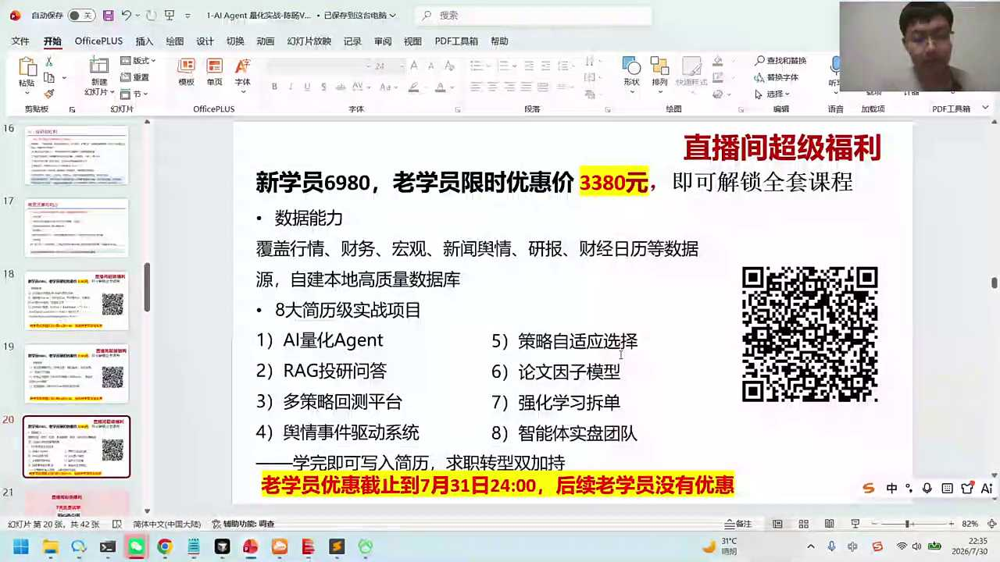 自动保存 关 1-AI Agent 量化实战-陈旸V... • 已保存到这台电脑 搜索
文件 开始 OfficePLUS 插入 绘图 设计 切换 动画 幻灯片放映 记录 审阅 视图 PDF工具箱 帮助
粘贴 新建 幻灯片 版式 重置 节 模板 单页 字体 24 形状 排列 快速样式 查找和替换 替换字体 选择
剪贴板 幻灯片 OfficePLUS 字体 段落 绘图 编辑 语音 加载项 PDF工具箱
16
17
18
19
20
21
直播间超级福利
新学员6980，老学员限时优惠价 3380元，即可解锁全套课程
• 数据能力
覆盖行情、财务、宏观、新闻舆情、研报、财经日历等数据
源，自建本地高质量数据库
• 8大简历级实战项目
1）AI量化Agent
2）RAG投研问答
3）多策略回测平台
4）舆情事件驱动系统
5）策略自适应选择
6）论文因子模型
7）强化学习拆单
8）智能体实盘团队
学完即可写入简历，求职转型双加持
老学员优惠截止到7月31日24:00，后续老学员没有优惠
中
幻灯片 第 20 张，共 42 张 简体中文(中国大陆) 辅助功能: 调查 备注 82%
31°C
晴朗
22:35
2026/7/30